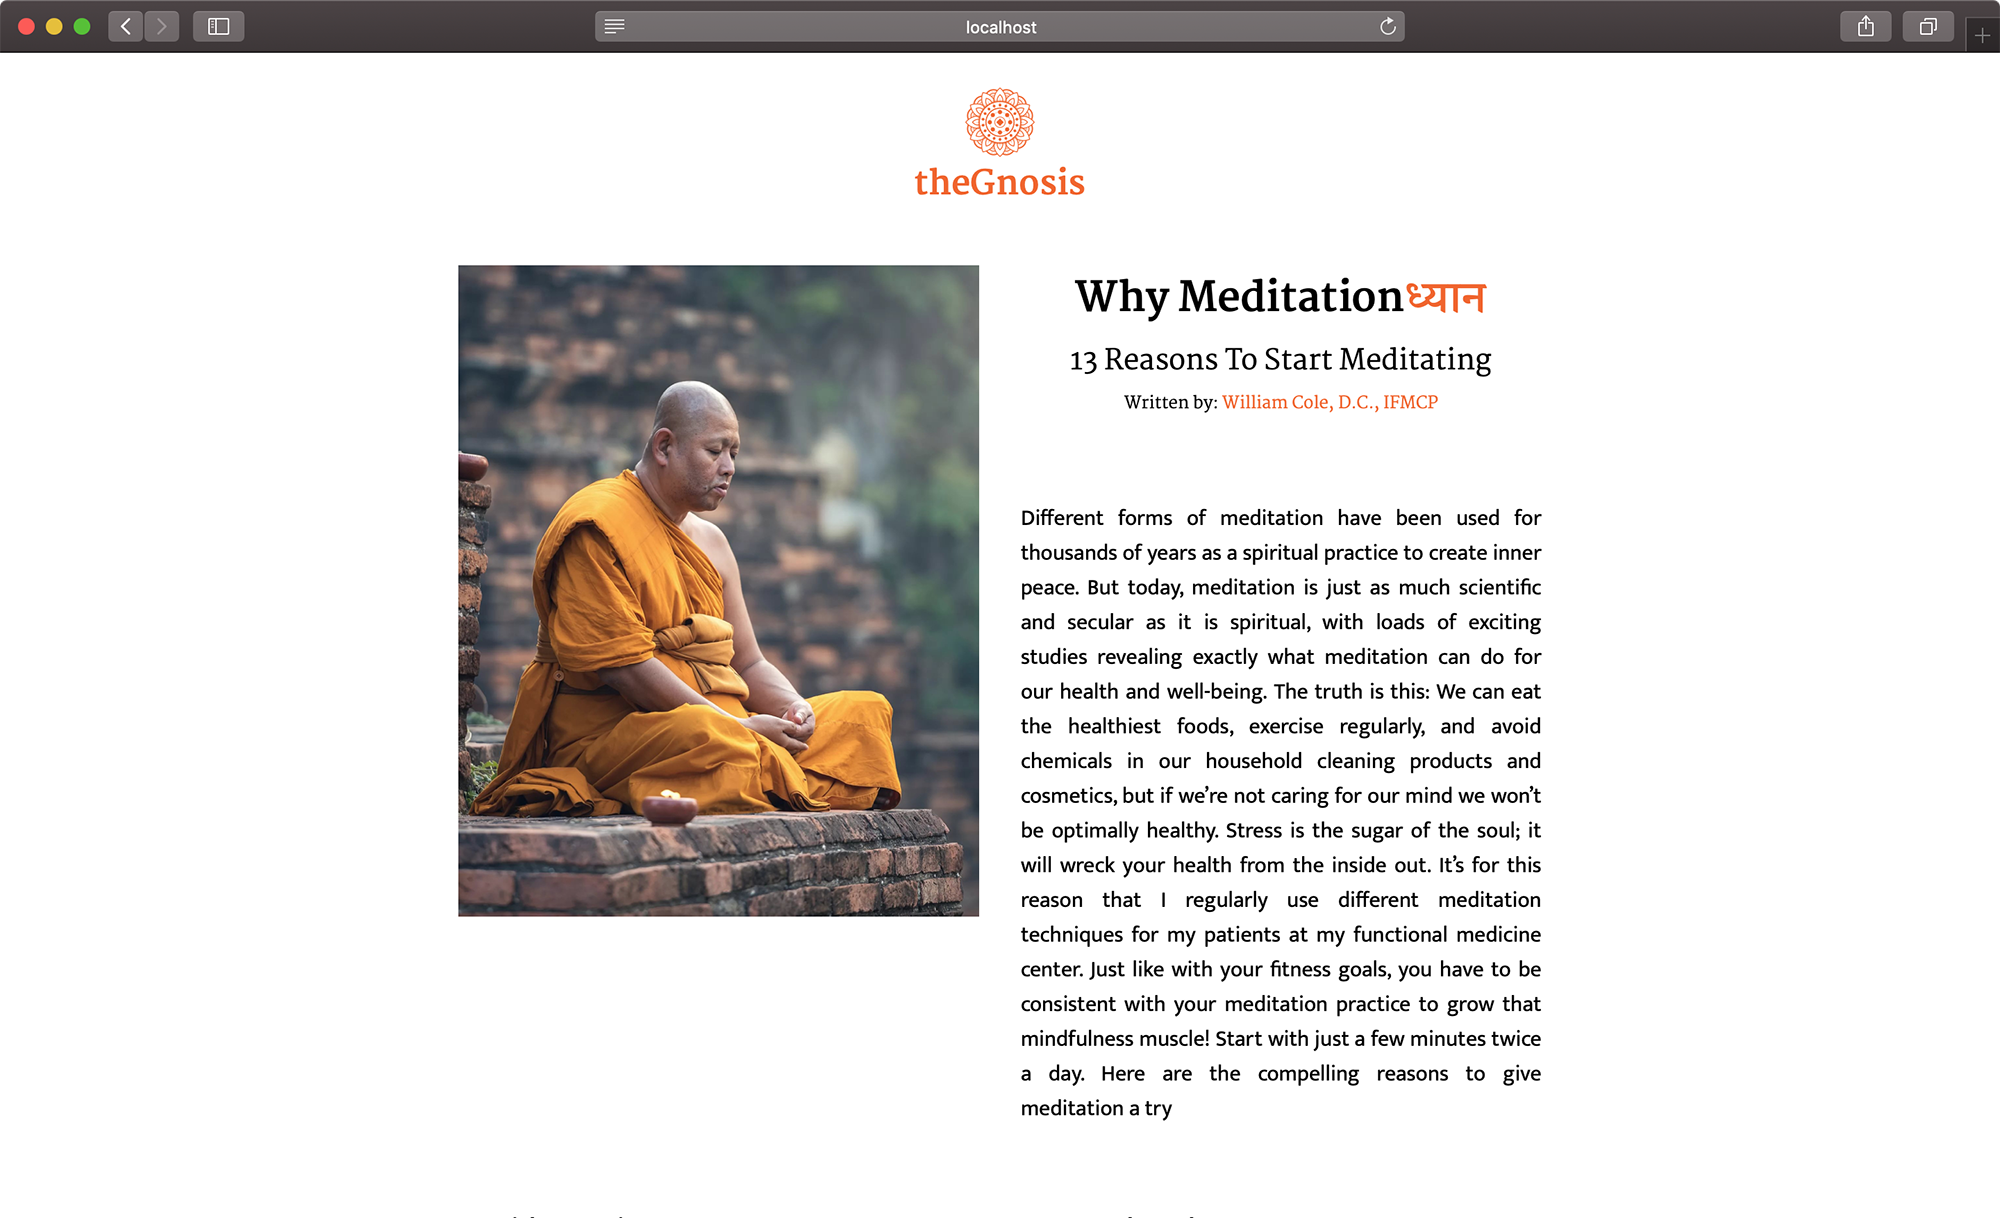 localhost
theGnosis
Why Meditationध्यान
13 Reasons To Start Meditating
Written by: William Cole, D.C., IFMCP
Different forms of meditation have been used for
thousands of years as a spiritual practice to create inner
peace. But today, meditation is just as much scientific
and secular as it is spiritual, with loads of exciting
studies revealing exactly what meditation can do for
our health and well-being. The truth is this: We can eat
the healthiest foods, exercise regularly, and avoid
chemicals in our household cleaning products and
cosmetics, but if we’re not caring for our mind we won’t
be optimally healthy. Stress is the sugar of the soul; it
will wreck your health from the inside out. It’s for this
reason that I regularly use different meditation
techniques for my patients at my functional medicine
center. Just like with your fitness goals, you have to be
consistent with your meditation practice to grow that
mindfulness muscle! Start with just a few minutes twice
a day. Here are the compelling reasons to give
meditation a try